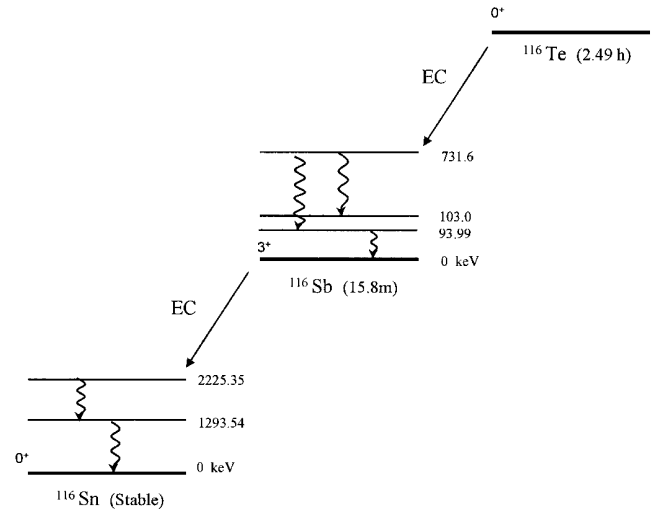 0⁺
¹¹⁶Te (2.49 h)
EC
731.6
103.0
93.99
3⁺
0 keV
¹¹⁶Sb (15.8m)
EC
2225.35
1293.54
0⁺
0 keV
¹¹⁶Sn (Stable)